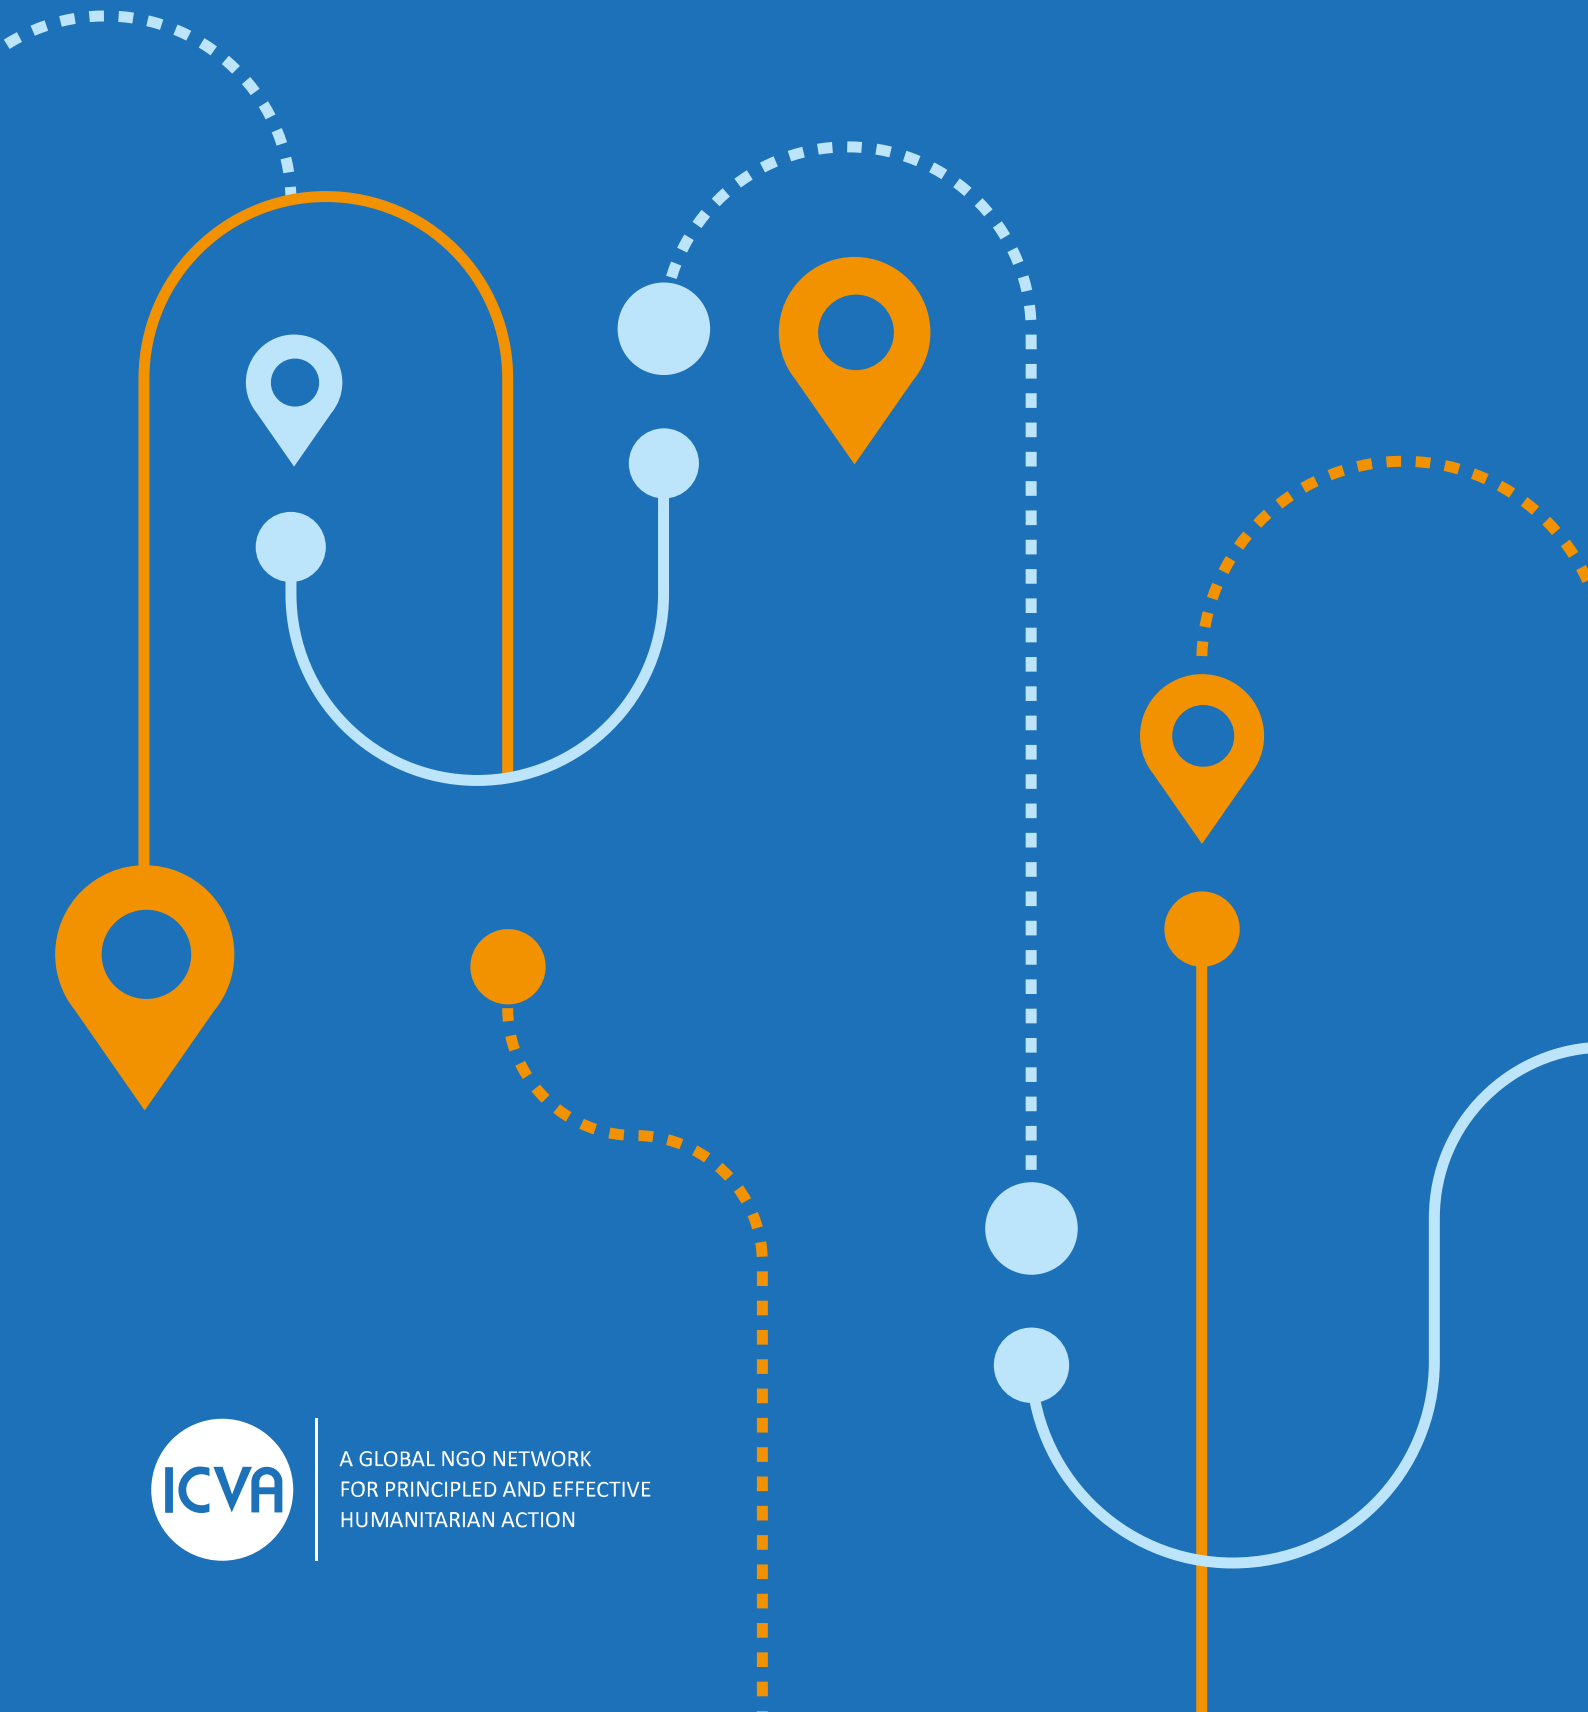 ICVA
A GLOBAL NGO NETWORK
FOR PRINCIPLED AND EFFECTIVE
HUMANITARIAN ACTION